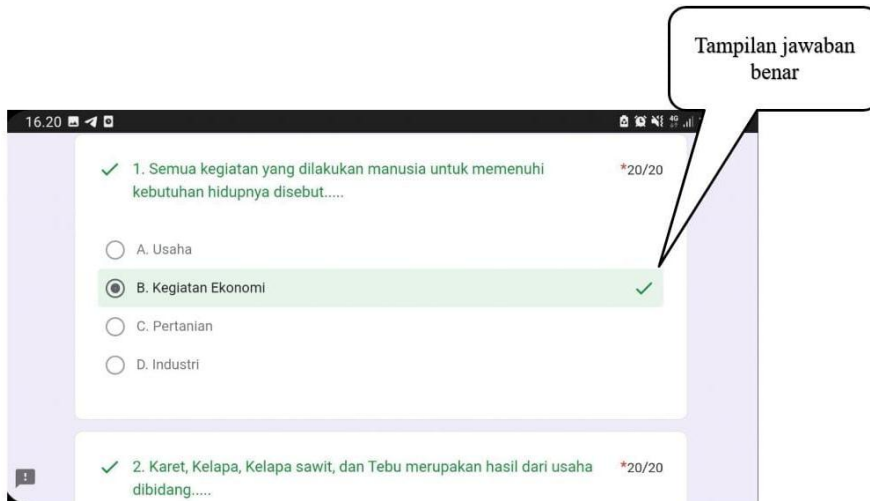 Tampilan jawaban
benar
16.20
4G
1. Semua kegiatan yang dilakukan manusia untuk memenuhi
kebutuhan hidupnya disebut.....
*20/20
A. Usaha
B. Kegiatan Ekonomi
C. Pertanian
D. Industri
2. Karet, Kelapa, Kelapa sawit, dan Tebu merupakan hasil dari usaha
dibidang.....
*20/20